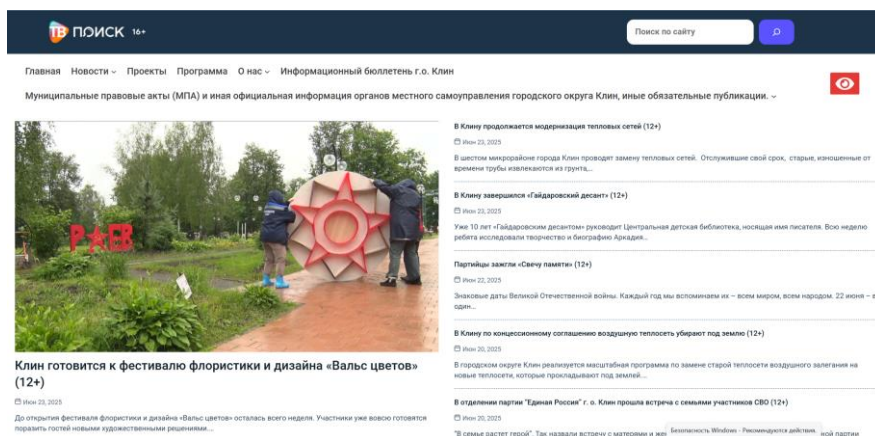 ТВ ПОИСК 16+
Поиск по сайту
Главная Новости Проекты Программа О нас Информационный бюллетень г.о. Клин
Муниципальные правовые акты (МПА) и иная официальная информация органов местного самоуправления городского округа Клин, иные обязательные публикации.
РАЕВ
Клин готовится к фестивалю флористики и дизайна «Вальс цветов»
(12+)
Июн 23, 2025
До открытия фестиваля флористики и дизайна «Вальс цветов» осталась всего неделя. Участники уже вовсю готовятся
поразить гостей новыми художественными решениями....
В Клину продолжается модернизация тепловых сетей (12+)
Июн 23, 2025
В шестом микрорайоне города Клин проводят замену тепловых сетей. Отслужившие свой срок, старые, изношенные от
времени трубы извлекаются из грунта,...
В Клину завершился «Гайдаровский десант» (12+)
Июн 23, 2025
Уже 10 лет «Гайдаровским десантом» руководит Центральная детская библиотека, носящая имя писателя. Всю неделю
ребята исследовали творчество и биографию Аркадия...
Партийцы зажгли «Свечу памяти» (12+)
Июн 22, 2025
Знаковые даты Великой Отечественной войны. Каждый год мы вспоминаем их – всем миром, всем народом. 22 июня –
один...
В Клину по концессионному соглашению воздушную теплосеть убирают под землю (12+)
Июн 20, 2025
В городском округе Клин реализуется масштабная программа по замене старой теплосети воздушного залегания на
новые теплосети, которые прокладывают под землей....
В отделении партии "Единая Россия" г. о. Клин прошла встреча с семьями участников СВО (12+)
Июн 20, 2025
"В семье растет герой". Так назвали встречу с матерями и
партии
Безопасность Windows - Рекомендуются действия.